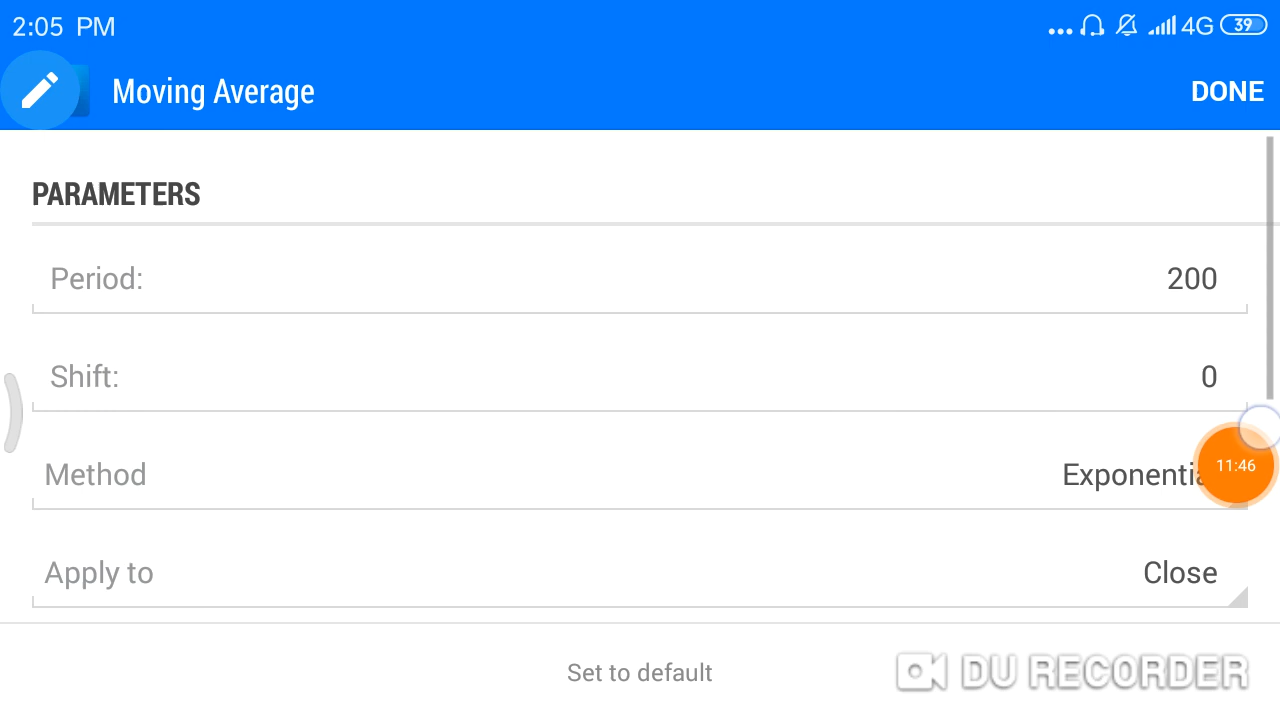 2:05 PM
4G 39
Moving Average
DONE
PARAMETERS
Period: 200
Shift: 0
Method Exponentia
11:46
Apply to Close
Set to default
DU RECORDER